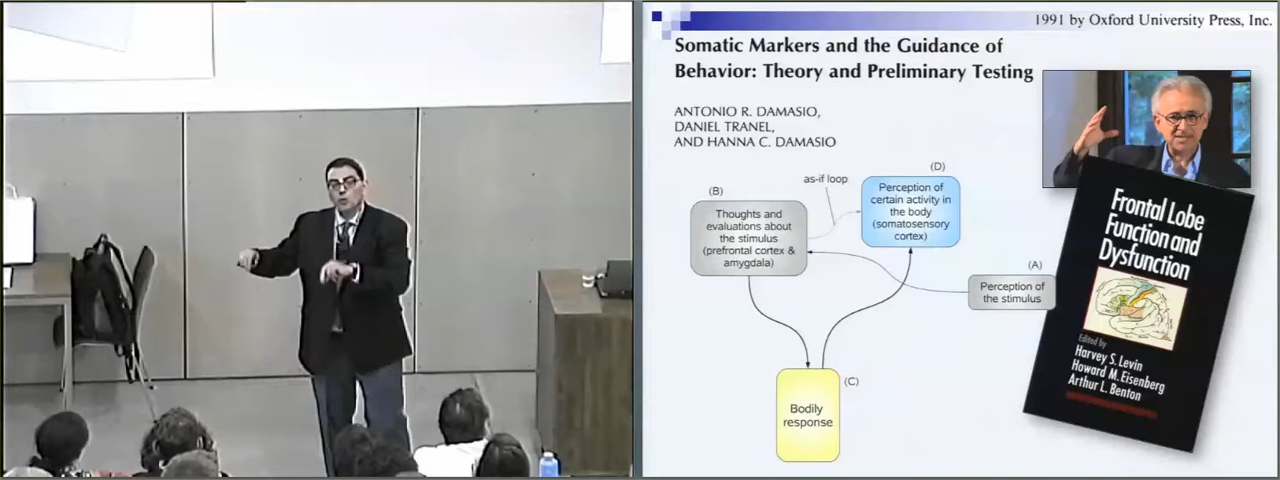 1991 by Oxford University Press, Inc.
Somatic Markers and the Guidance of
Behavior: Theory and Preliminary Testing
ANTONIO R. DAMASIO,
DANIEL TRANEL,
AND HANNA C. DAMASIO
(D)
as-if loop
Perception of
certain activity in
the body
(somatosensory
cortex)
(B)
Thoughts and
evaluations about
the stimulus
(prefrontal cortex &
amygdala)
(A)
Perception of
the stimulus
(C)
Bodily
response
Frontal Lobe
Function and
Dysfunction
Edited by
Harvey S. Levin
Howard M. Eisenberg
Arthur L. Benton